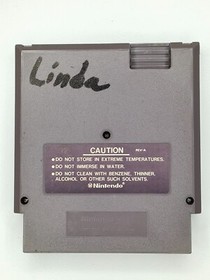 Linda
CAUTION REV-A
• DO NOT STORE IN EXTREME TEMPERATURES.
• DO NOT IMMERSE IN WATER.
• DO NOT CLEAN WITH BENZENE, THINNER,
ALCOHOL OR OTHER SUCH SOLVENTS.
Nintendo®